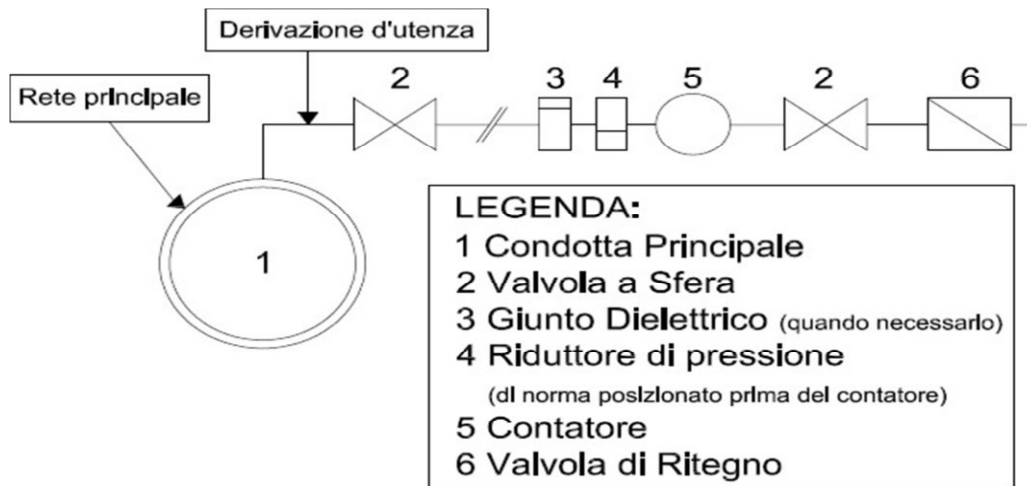 Derivazione d'utenza
Rete principale
2 3 4 5 2 6
1
LEGENDA:
1 Condotta Principale
2 Valvola a Sfera
3 Giunto Dielettrico (quando necessario)
4 Riduttore di pressione
(di norma posizionato prima del contatore)
5 Contatore
6 Valvola di Ritegno